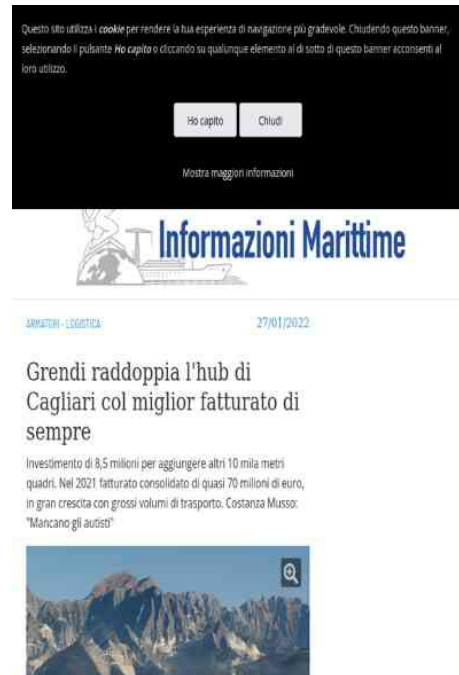 Questo sito utilizza i cookie per rendere la tua esperienza di navigazione più gradevole. Chiudendo questo banner,
selezionando il pulsante Ho capito o cliccando su qualunque elemento al di sotto di questo banner acconsenti al
loro utilizzo.
Ho capito
Chiudi
Mostra maggiori informazioni
Informazioni Marittime
ARMATORI - LOGISTICA
27/01/2022
Grendi raddoppia l'hub di
Cagliari col miglior fatturato di
sempre
Investimento di 8,5 milioni per aggiungere altri 10 mila metri
quadri. Nel 2021 fatturato consolidato di quasi 70 milioni di euro,
in gran crescita con grossi volumi di trasporto. Costanza Musso:
"Mancano gli autisti"